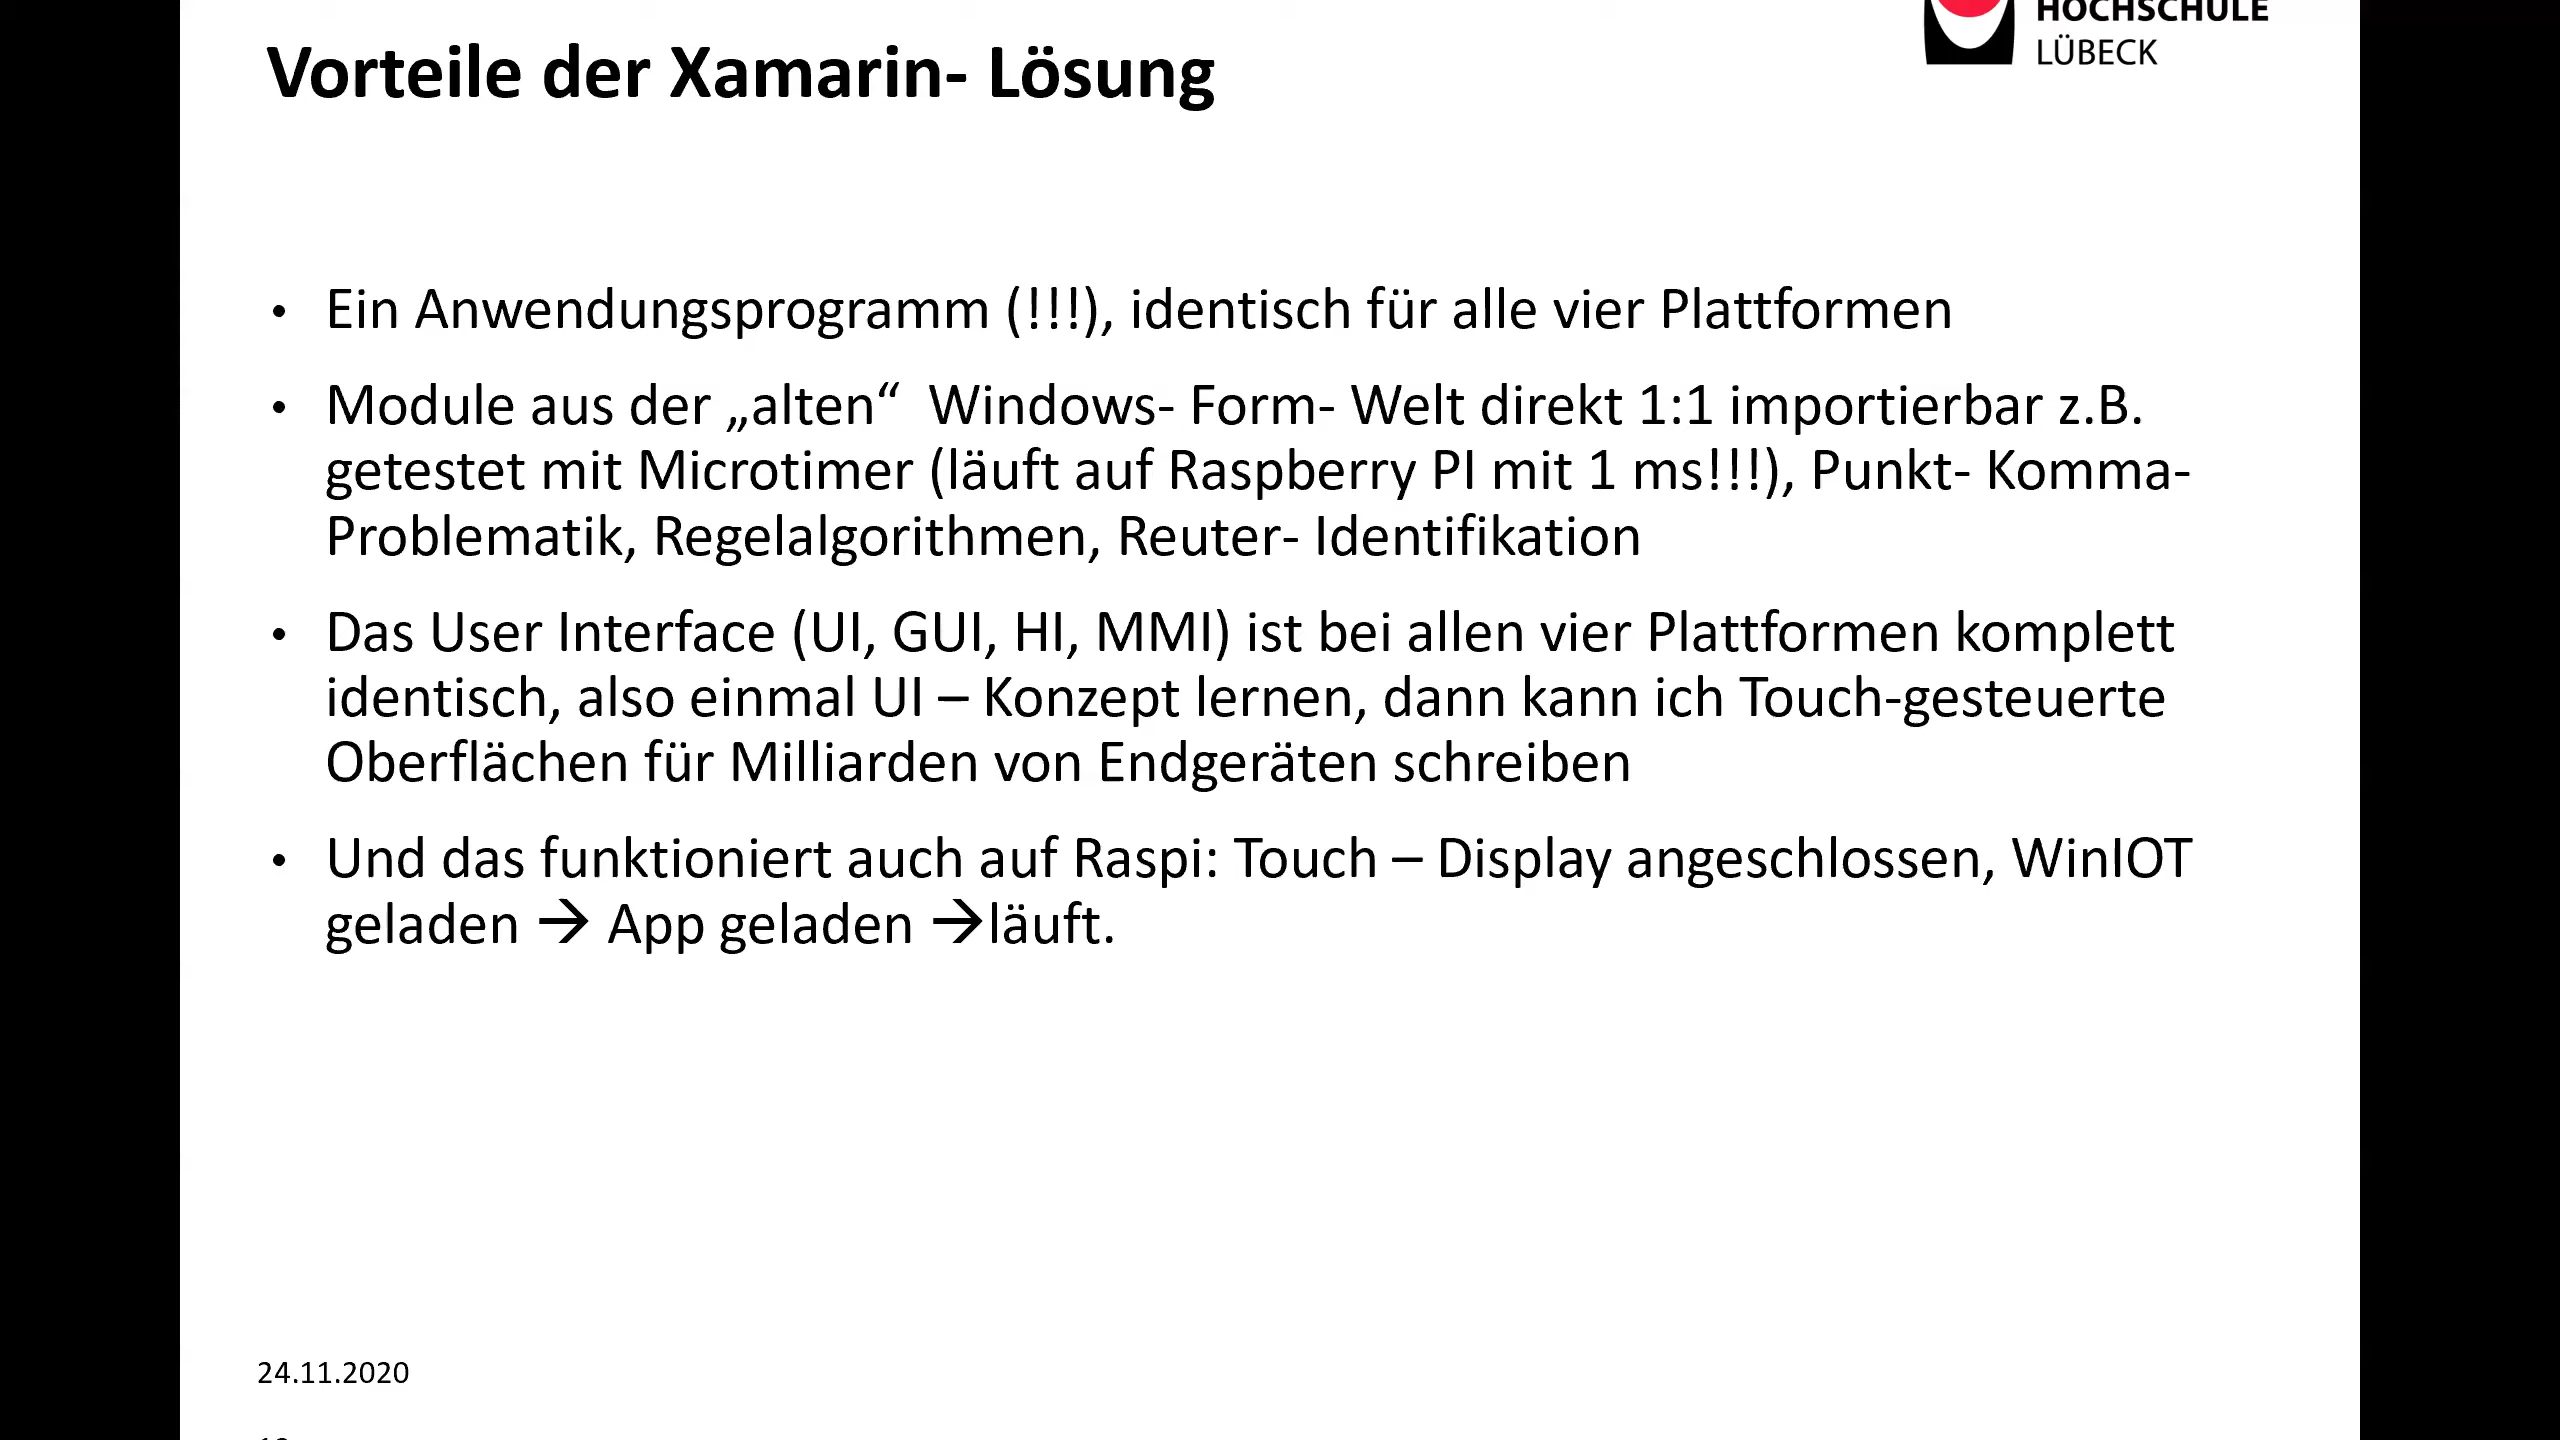 HOCHSCHULE
LÜBECK
Vorteile der Xamarin- Lösung
• Ein Anwendungsprogramm (!!!), identisch für alle vier Plattformen
• Module aus der „alten“ Windows- Form- Welt direkt 1:1 importierbar z.B.
getestet mit Microtimer (läuft auf Raspberry PI mit 1 ms!!!), Punkt- Komma-
Problematik, Regelalgorithmen, Reuter- Identifikation
• Das User Interface (UI, GUI, HI, MMI) ist bei allen vier Plattformen komplett
identisch, also einmal UI – Konzept lernen, dann kann ich Touch-gesteuerte
Oberflächen für Milliarden von Endgeräten schreiben
• Und das funktioniert auch auf Raspi: Touch – Display angeschlossen, WinIOT
geladen → App geladen →läuft.
24.11.2020